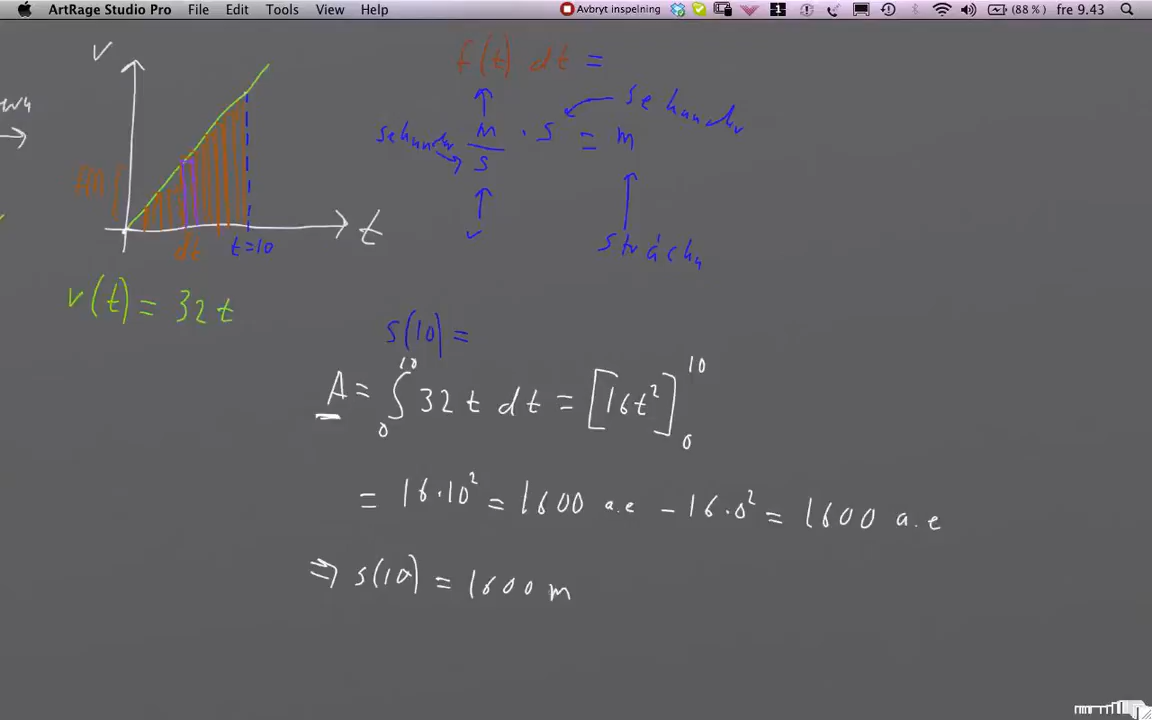 ArtRage Studio Pro File Edit Tools View Help Avbryt inspelning (88 %) fre 9.43
v
f(t) dt =
sekunder m/s · s = m sekunder
v
sträcka
t
dt t=10
v(t) = 32t
s(10) =
A = ∫₀¹⁰ 32t dt = [16t²]₀¹⁰
= 16·10² = 1600 a.e - 16·0² = 1600 a.e
⇒ s(10) = 1600 m